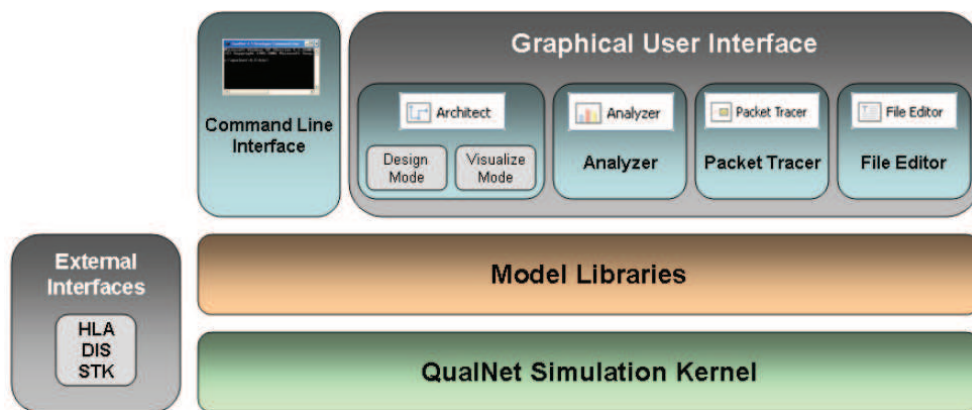 Graphical User Interface
Command Line
Interface
Architect
Design
Mode
Visualize
Mode
Analyzer
Analyzer
Packet Tracer
Packet Tracer
File Editor
File Editor
External
Interfaces
HLA
DIS
STK
Model Libraries
QualNet Simulation Kernel